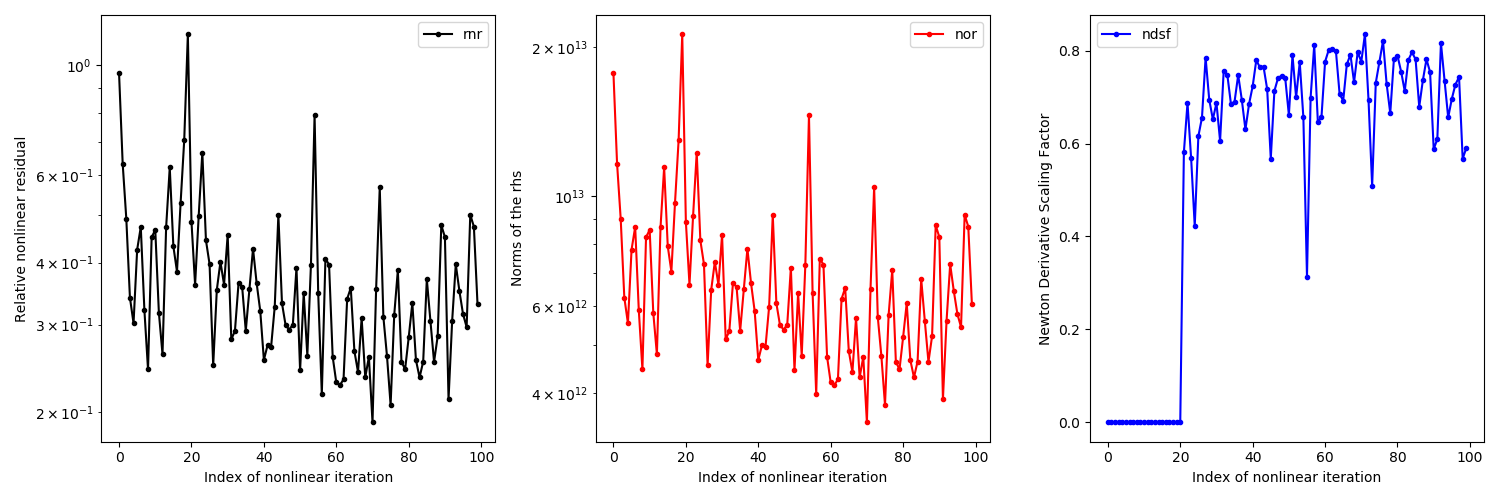 Relative nonlinear residual
10⁰
6 × 10⁻¹
4 × 10⁻¹
3 × 10⁻¹
2 × 10⁻¹
rnr
0 20 40 60 80 100
Index of nonlinear iteration
Norms of the rhs
2 × 10¹³
10¹³
6 × 10¹²
4 × 10¹²
nor
0 20 40 60 80 100
Index of nonlinear iteration
Newton Derivative Scaling Factor
0.8
0.6
0.4
0.2
0.0
ndsf
0 20 40 60 80 100
Index of nonlinear iteration